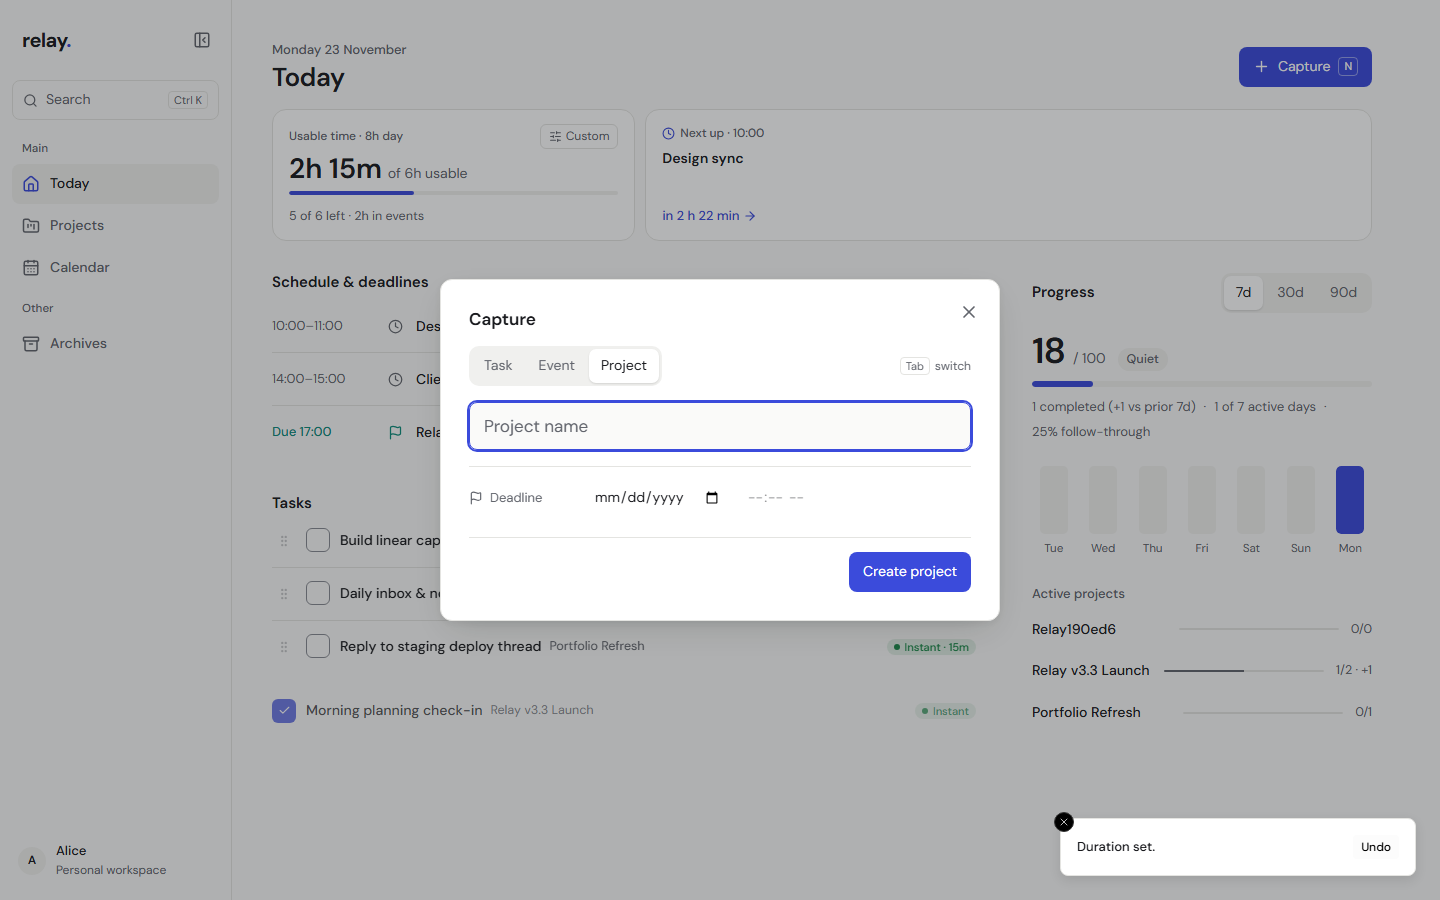 relay.
Search
Ctrl K
Main
Today
Projects
Calendar
Other
Archives
A
Alice
Personal workspace
Monday 23 November
Today
Capture N
Usable time · 8h day
Custom
2h 15m of 6h usable
5 of 6 left · 2h in events
Next up · 10:00
Design sync
in 2 h 22 min →
Schedule & deadlines
10:00–11:00
Des
14:00–15:00
Clie
Due 17:00
Rela
Tasks
Build linear cap
Daily inbox & n
Reply to staging deploy thread Portfolio Refresh
Instant · 15m
Morning planning check-in Relay v3.3 Launch
Instant
Capture
Task Event Project
Tab switch
Project name
Deadline
mm/dd/yyyy
--:-- --
Create project
Progress
7d 30d 90d
18 / 100 Quiet
1 completed (+1 vs prior 7d) · 1 of 7 active days ·
25% follow-through
Tue Wed Thu Fri Sat Sun Mon
Active projects
Relay190ed6 0/0
Relay v3.3 Launch 1/2 · +1
Portfolio Refresh 0/1
Duration set.
Undo